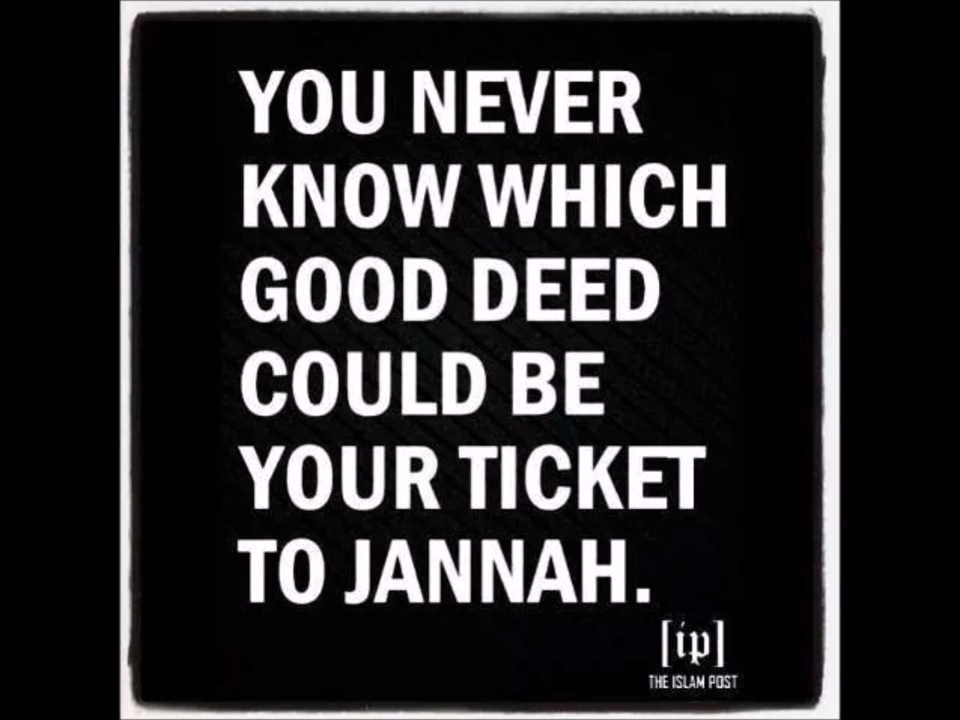 YOU NEVER
KNOW WHICH
GOOD DEED
COULD BE
YOUR TICKET
TO JANNAH.
[ip]
THE ISLAM POST